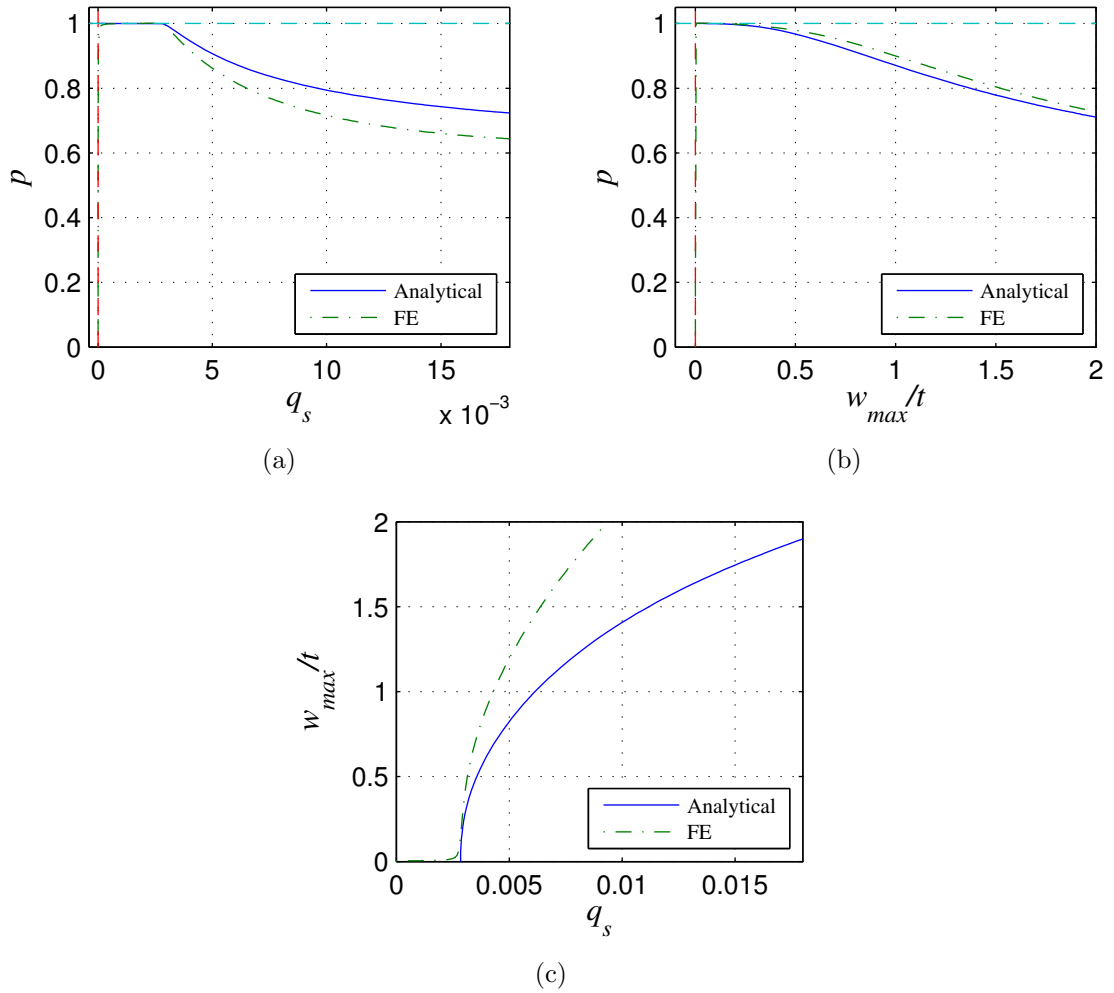 1
0.8
0.6
0.4
0.2
0
p
0 5 10 15
q_s
x 10^−3
Analytical
FE
(a)
1
0.8
0.6
0.4
0.2
0
p
0 0.5 1 1.5 2
w_max/t
Analytical
FE
(b)
2
1.5
1
0.5
0
w_max/t
0 0.005 0.01 0.015
q_s
Analytical
FE
(c)